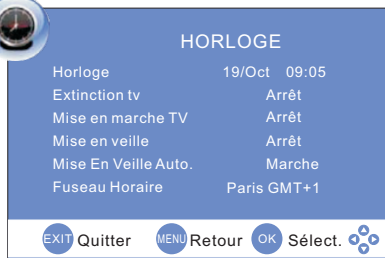 HORLOGE
Horloge 19/Oct 09:05
Extinction tv Arrêt
Mise en marche TV Arrêt
Mise en veille Arrêt
Mise En Veille Auto. Marche
Fuseau Horaire Paris GMT+1
EXIT Quitter MENU Retour OK Sélect.